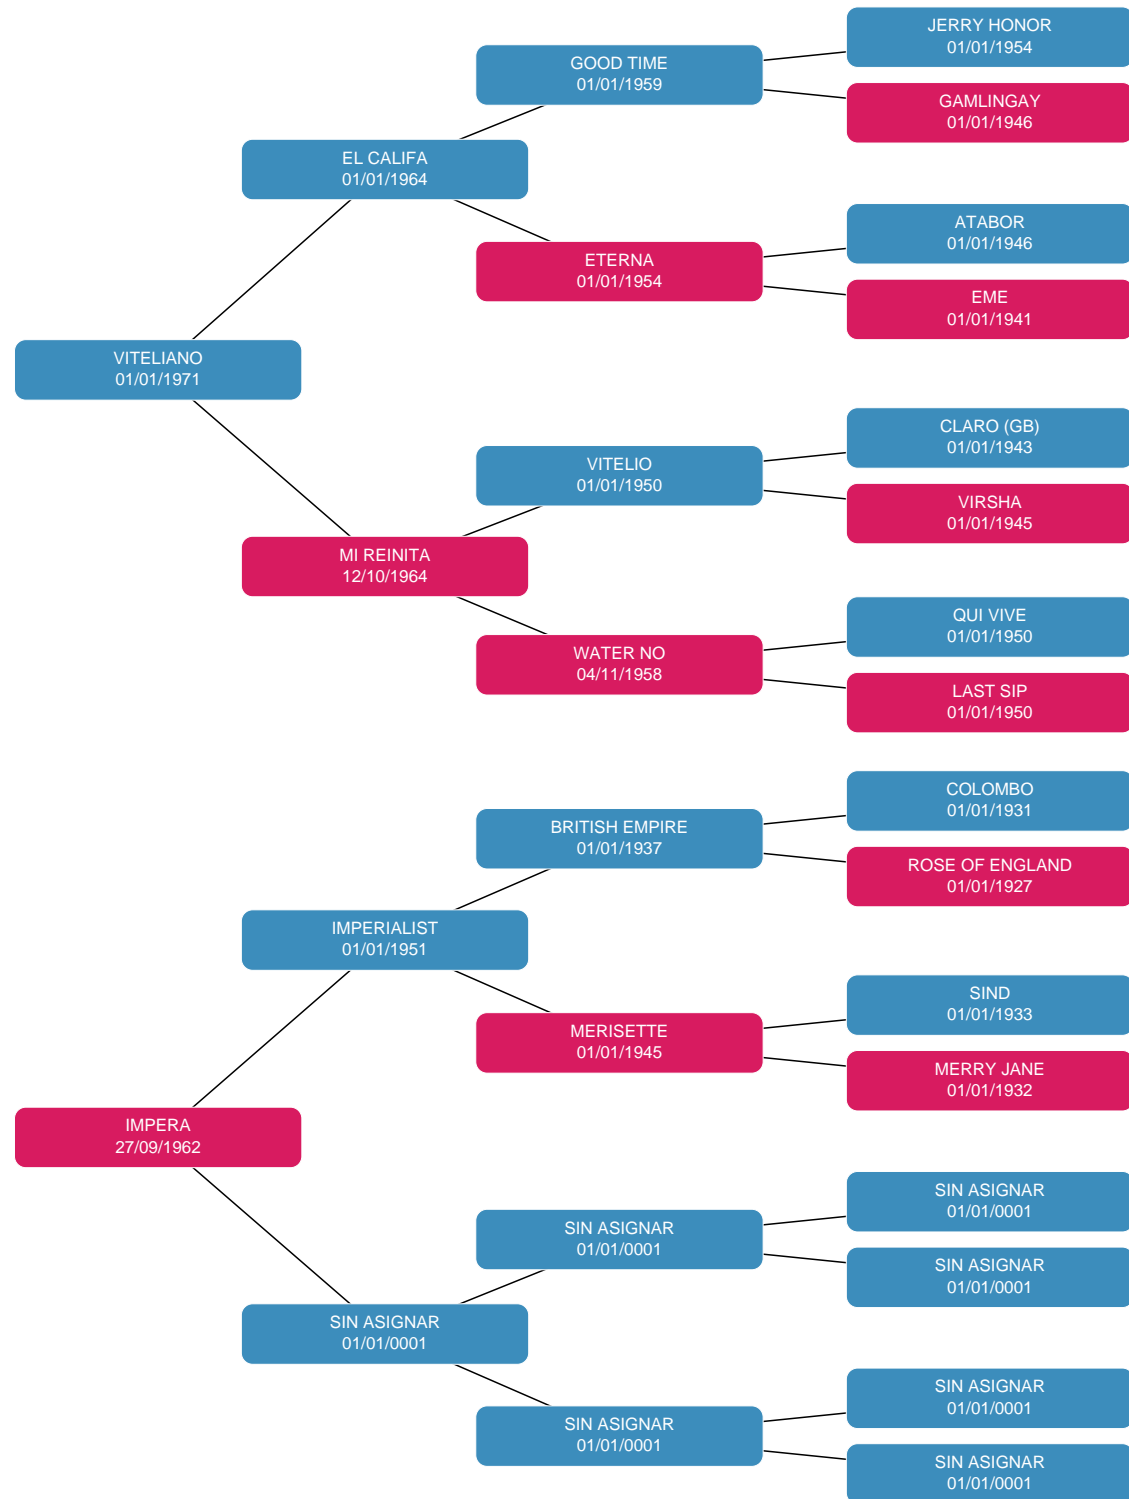 JERRY HONOR
01/01/1954
GOOD TIME
01/01/1959
GAMLINGAY
01/01/1946
EL CALIFA
01/01/1964
ATABOR
01/01/1946
ETERNA
01/01/1954
EME
01/01/1941
VITELIANO
01/01/1971
CLARO (GB)
01/01/1943
VITELIO
01/01/1950
VIRSHA
01/01/1945
MI REINITA
12/10/1964
QUI VIVE
01/01/1950
WATER NO
04/11/1958
LAST SIP
01/01/1950
COLOMBO
01/01/1931
BRITISH EMPIRE
01/01/1937
ROSE OF ENGLAND
01/01/1927
IMPERIALIST
01/01/1951
SIND
01/01/1933
MERISETTE
01/01/1945
MERRY JANE
01/01/1932
IMPERA
27/09/1962
SIN ASIGNAR
01/01/0001
SIN ASIGNAR
01/01/0001
SIN ASIGNAR
01/01/0001
SIN ASIGNAR
01/01/0001
SIN ASIGNAR
01/01/0001
SIN ASIGNAR
01/01/0001
SIN ASIGNAR
01/01/0001